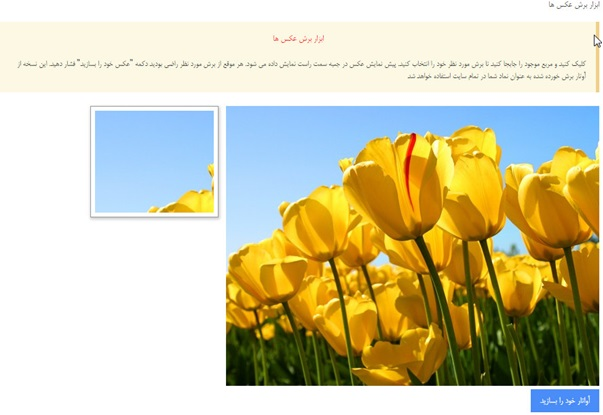 ابزار برش عکس ها
ابزار برش عکس ها
کلیک کنید و مربع موجود را جابجا کنید تا برش مورد نظر خود را انتخاب کنید. پیش نمایش عکس در جعبه سمت راست نمایش داده می شود. هر موقع از برش مورد نظر راضی بودید دکمه "عکس خود را بسازید" فشار دهید. این نسخه از
آوتار برش خورده شده به عنوان نماد شما در تمام سایت استفاده خواهد شد.
آواتار خود را بسازید.